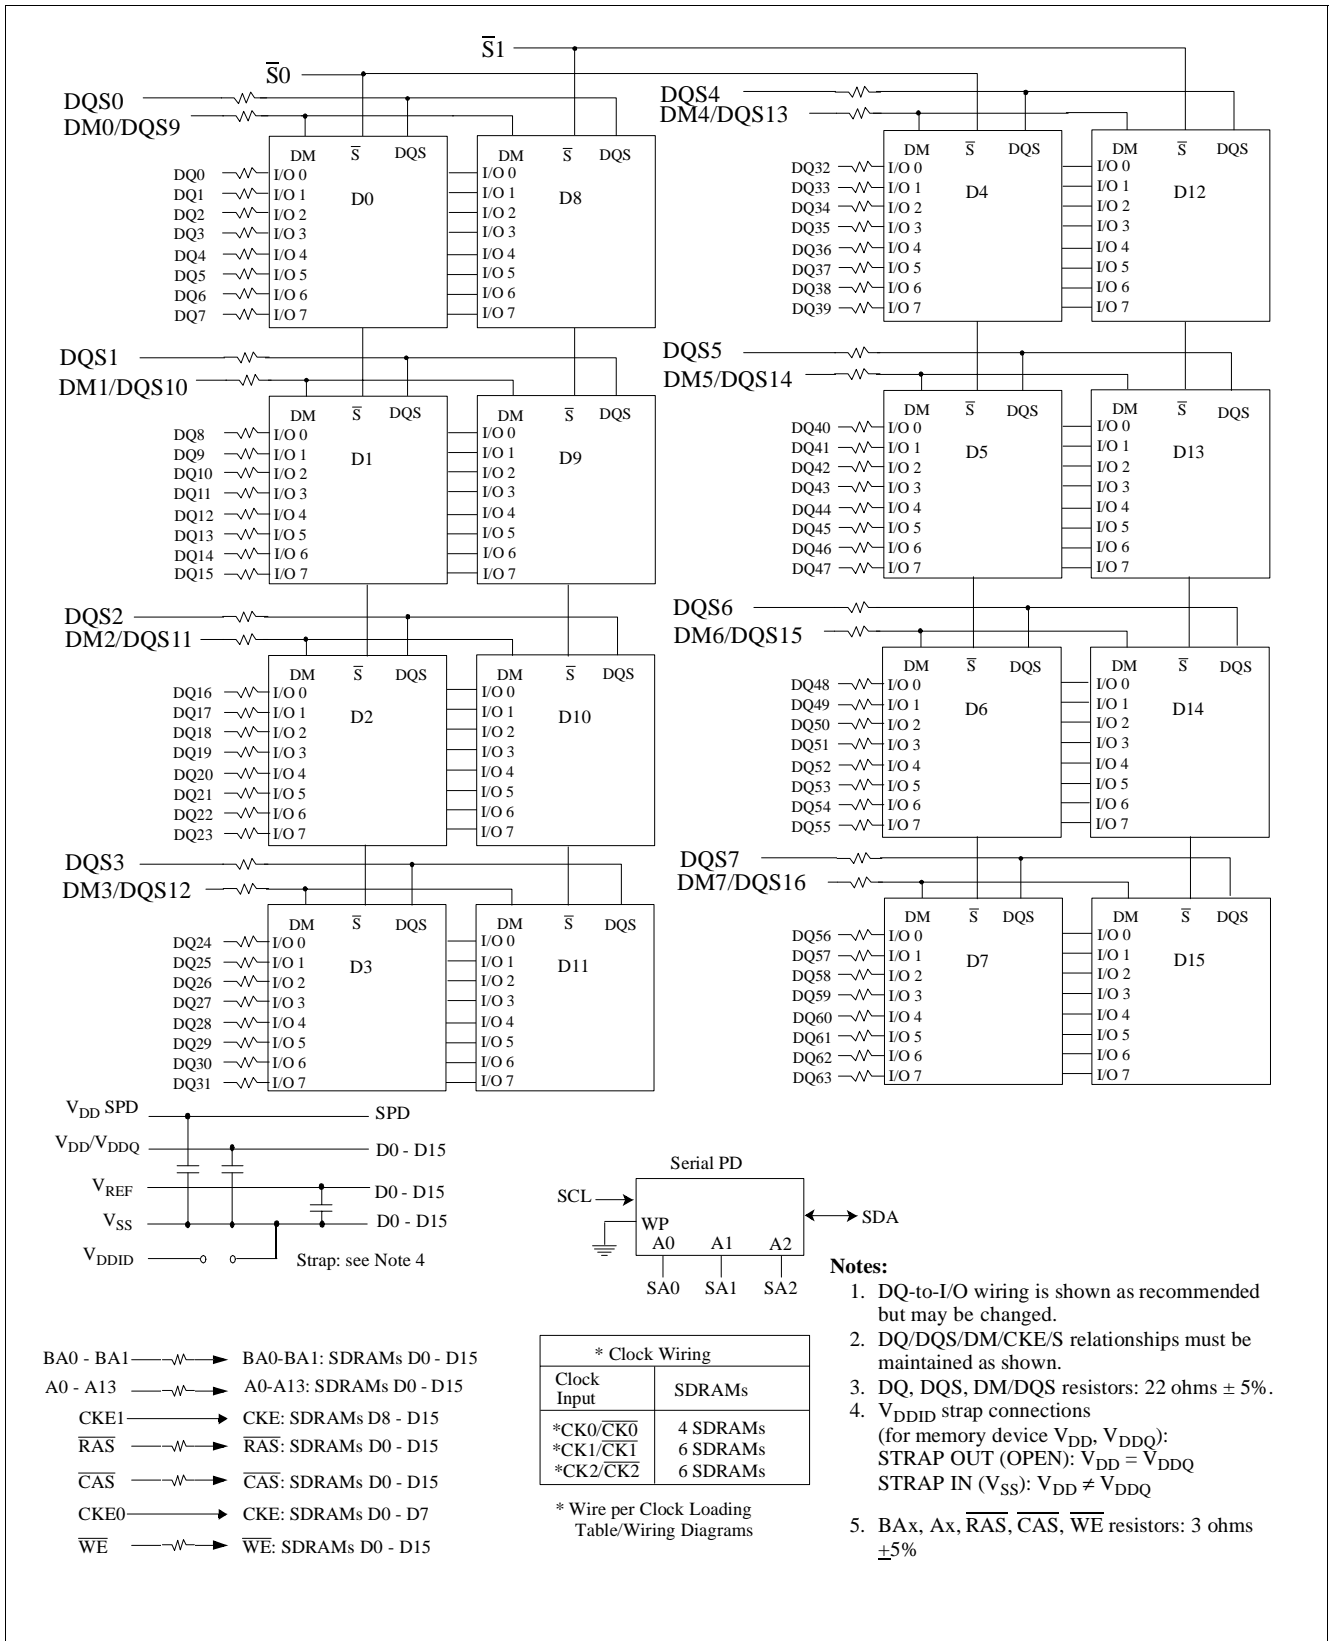 S̅1
S̅0
DQS0
DM0/DQS9
DM S̅ DQS
DM S̅ DQS
D0
D8
DQ0 I/O 0 I/O 0
DQ1 I/O 1 I/O 1
DQ2 I/O 2 I/O 2
DQ3 I/O 3 I/O 3
DQ4 I/O 4 I/O 4
DQ5 I/O 5 I/O 5
DQ6 I/O 6 I/O 6
DQ7 I/O 7 I/O 7
DQS1
DM1/DQS10
DM S̅ DQS
DM S̅ DQS
D1
D9
DQ8 I/O 0 I/O 0
DQ9 I/O 1 I/O 1
DQ10 I/O 2 I/O 2
DQ11 I/O 3 I/O 3
DQ12 I/O 4 I/O 4
DQ13 I/O 5 I/O 5
DQ14 I/O 6 I/O 6
DQ15 I/O 7 I/O 7
DQS2
DM2/DQS11
DM S̅ DQS
DM S̅ DQS
D2
D10
DQ16 I/O 0 I/O 0
DQ17 I/O 1 I/O 1
DQ18 I/O 2 I/O 2
DQ19 I/O 3 I/O 3
DQ20 I/O 4 I/O 4
DQ21 I/O 5 I/O 5
DQ22 I/O 6 I/O 6
DQ23 I/O 7 I/O 7
DQS3
DM3/DQS12
DM S̅ DQS
DM S̅ DQS
D3
D11
DQ24 I/O 0 I/O 0
DQ25 I/O 1 I/O 1
DQ26 I/O 2 I/O 2
DQ27 I/O 3 I/O 3
DQ28 I/O 4 I/O 4
DQ29 I/O 5 I/O 5
DQ30 I/O 6 I/O 6
DQ31 I/O 7 I/O 7
DQS4
DM4/DQS13
DM S̅ DQS
DM S̅ DQS
D4
D12
DQ32 I/O 0 I/O 0
DQ33 I/O 1 I/O 1
DQ34 I/O 2 I/O 2
DQ35 I/O 3 I/O 3
DQ36 I/O 4 I/O 4
DQ37 I/O 5 I/O 5
DQ38 I/O 6 I/O 6
DQ39 I/O 7 I/O 7
DQS5
DM5/DQS14
DM S̅ DQS
DM S̅ DQS
D5
D13
DQ40 I/O 0 I/O 0
DQ41 I/O 1 I/O 1
DQ42 I/O 2 I/O 2
DQ43 I/O 3 I/O 3
DQ44 I/O 4 I/O 4
DQ45 I/O 5 I/O 5
DQ46 I/O 6 I/O 6
DQ47 I/O 7 I/O 7
DQS6
DM6/DQS15
DM S̅ DQS
DM S̅ DQS
D6
D14
DQ48 I/O 0 I/O 0
DQ49 I/O 1 I/O 1
DQ50 I/O 2 I/O 2
DQ51 I/O 3 I/O 3
DQ52 I/O 4 I/O 4
DQ53 I/O 5 I/O 5
DQ54 I/O 6 I/O 6
DQ55 I/O 7 I/O 7
DQS7
DM7/DQS16
DM S̅ DQS
DM S̅ DQS
D7
D15
DQ56 I/O 0 I/O 0
DQ57 I/O 1 I/O 1
DQ58 I/O 2 I/O 2
DQ59 I/O 3 I/O 3
DQ60 I/O 4 I/O 4
DQ61 I/O 5 I/O 5
DQ62 I/O 6 I/O 6
DQ63 I/O 7 I/O 7
VDD SPD SPD
VDD/VDDQ D0 - D15
VREF D0 - D15
VSS D0 - D15
VDDID Strap: see Note 4
Serial PD
SCL
WP
SDA
A0 A1 A2
SA0 SA1 SA2
BA0 - BA1 BA0-BA1: SDRAMs D0 - D15
A0 - A13 A0-A13: SDRAMs D0 - D15
CKE1 CKE: SDRAMs D8 - D15
R̅A̅S̅ R̅A̅S̅: SDRAMs D0 - D15
C̅A̅S̅ C̅A̅S̅: SDRAMs D0 - D15
CKE0 CKE: SDRAMs D0 - D7
W̅E̅ W̅E̅: SDRAMs D0 - D15
* Clock Wiring
Clock
Input
SDRAMs
*CK0/C̅K̅0̅ 4 SDRAMs
*CK1/C̅K̅1̅ 6 SDRAMs
*CK2/C̅K̅2̅ 6 SDRAMs
* Wire per Clock Loading
Table/Wiring Diagrams
Notes:
1. DQ-to-I/O wiring is shown as recommended
but may be changed.
2. DQ/DQS/DM/CKE/S relationships must be
maintained as shown.
3. DQ, DQS, DM/DQS resistors: 22 ohms ± 5%.
4. VDDID strap connections
(for memory device VDD, VDDQ):
STRAP OUT (OPEN): VDD = VDDQ
STRAP IN (VSS): VDD ≠ VDDQ
5. BAx, Ax, R̅A̅S̅, C̅A̅S̅, W̅E̅ resistors: 3 ohms
±5%